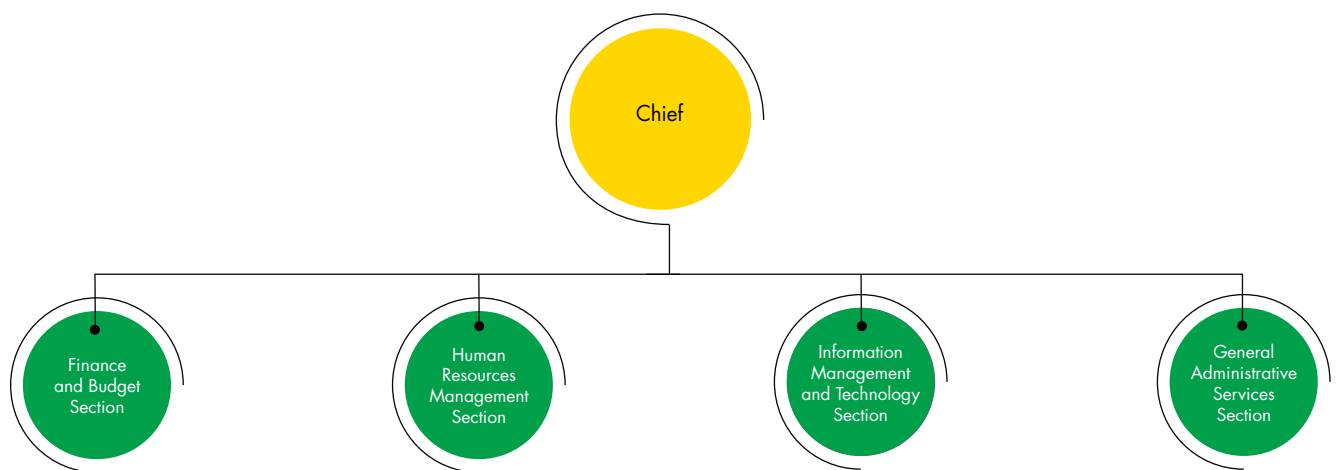 Chief
Finance
and Budget
Section
Human
Resources
Management
Section
Information
Management
and Technology
Section
General
Administrative
Services
Section